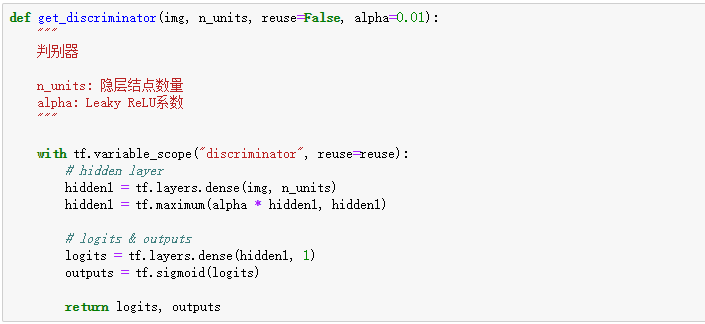 def get_discriminator(img, n_units, reuse=False, alpha=0.01):
    """
    判别器

    n_units: 隐层结点数量
    alpha: Leaky ReLU系数
    """

    with tf.variable_scope("discriminator", reuse=reuse):
        # hidden layer
        hidden1 = tf.layers.dense(img, n_units)
        hidden1 = tf.maximum(alpha * hidden1, hidden1)

        # logits & outputs
        logits = tf.layers.dense(hidden1, 1)
        outputs = tf.sigmoid(logits)

        return logits, outputs